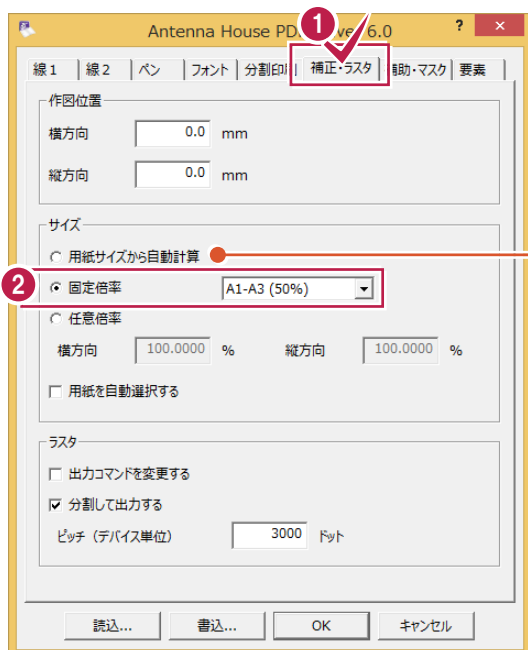 1
Antenna House PD ver 6.0 ? ×
線1 線2 ペン フォント 分割印 補正・ラスタ 補助・マスク 要素
作図位置
横方向 0.0 mm
縦方向 0.0 mm
サイズ
用紙サイズから自動計算
2 固定倍率 A1-A3 (50%)
任意倍率
横方向 100.0000 % 縦方向 100.0000 %
用紙を自動選択する
ラスタ
出力コマンドを変更する
分割して出力する
ピッチ (デバイス単位) 3000 ドット
読込... 書込... OK キャンセル